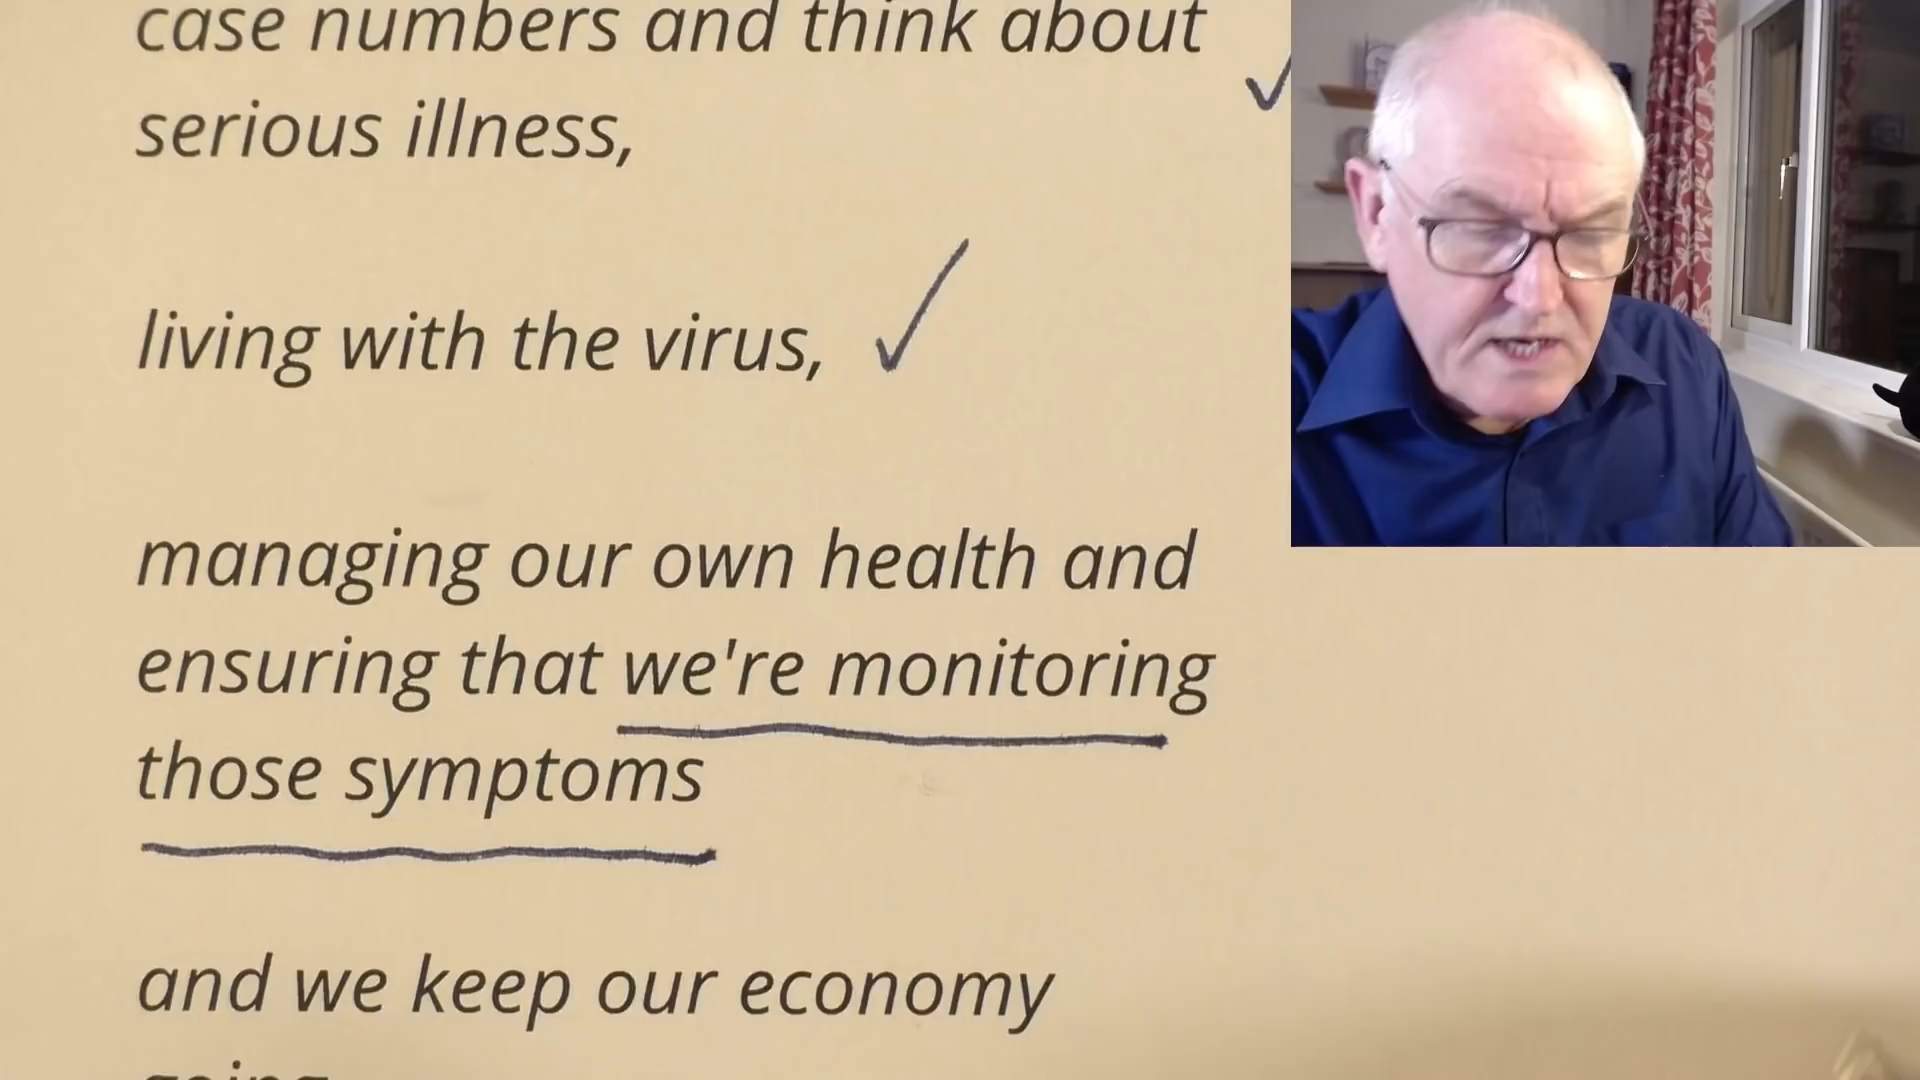 case numbers and think about
serious illness,
living with the virus,
managing our own health and
ensuring that we're monitoring
those symptoms
and we keep our economy
going